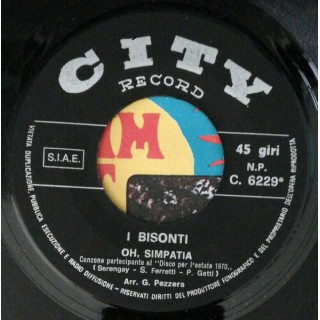 CITY
RECORD
S.I.A.E.
45 giri
N.P.
C. 6229*
I BISONTI
OH, SIMPATIA
Canzone partecipante al "Disco per l'estate 1970"
(Serengay - S. Ferretti - P. Gatti)
Arr. G. Pezzera
VIETATA DUPLICAZIONE, PUBBLICA ESECUZIONE E RADIO DIFFUSIONI - RISERVATI DIRITTI DEL PRODUTTORE FONOGRAFICO E DEL PROPRIETARIO DELL'OPERA RIPRODOTTA